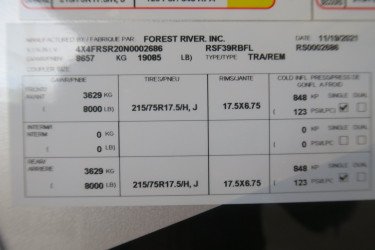 MANUFACTURED BY / FABRIQUE PAR: FOREST RIVER, INC. DATE 11/19/2021
4X4FRSR20N0002686 RSF39RBFL RS0002686
8657 KG 19085 LB) TYPE/TYPE TRA/REM
COUPLER SIZE
GAWR/PNBE TIRES/PNEU RIMS/JANTE COLD INFL. PRESS/PRESS DE GONFL. A FROID
FRONT/AVANT 3629 KG 215/75R17.5/H, J 17.5X6.75 848 KP SINGLE DUAL
( 8000 LB) ( 123 PSI/LPC)
INTERM/INTERM. 0 KG KP SINGLE DUAL
( 0 LB) ( PSI/LPC
REAR/ARRIERE 3629 KG 848 KP SINGLE DUAL
( 8000 LB) 215/75R17.5/H, J 17.5X6.75 ( 123 PSI/LPC